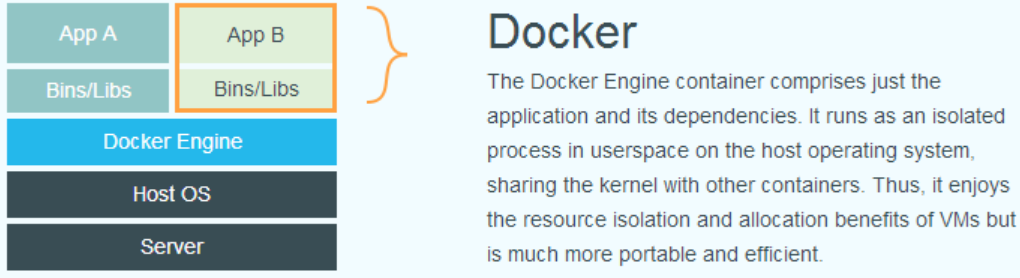 App A
App B
Bins/Libs
Bins/Libs
Docker Engine
Host OS
Server
Docker
The Docker Engine container comprises just the
application and its dependencies. It runs as an isolated
process in userspace on the host operating system,
sharing the kernel with other containers. Thus, it enjoys
the resource isolation and allocation benefits of VMs but
is much more portable and efficient.